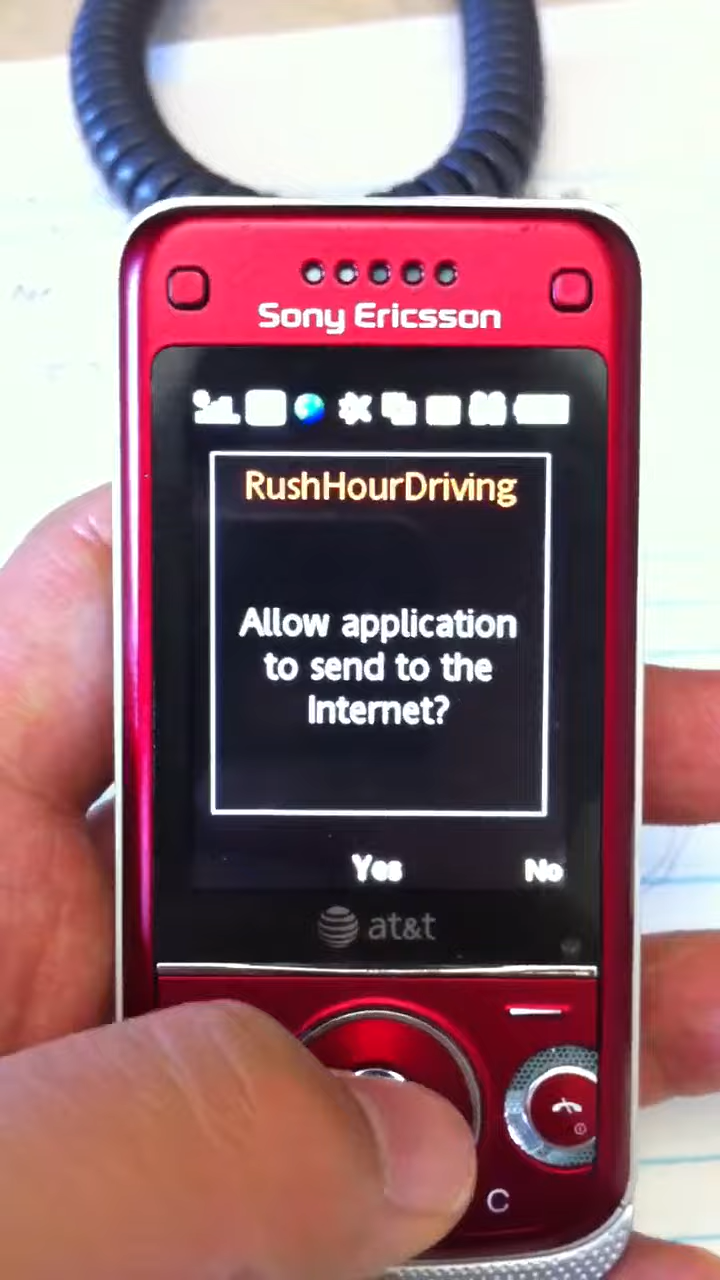 Sony Ericsson
RushHourDriving
Allow application
to send to the
Internet?
Yes
No
at&t
C